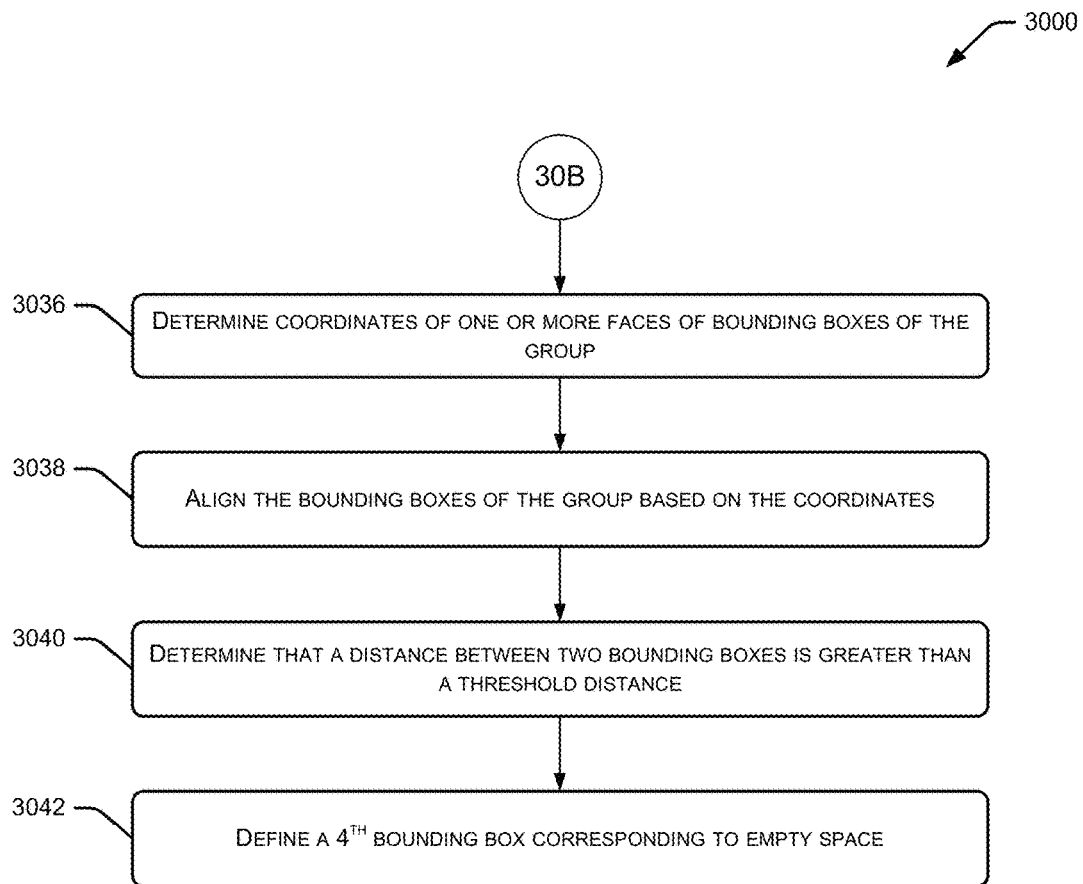 3000
30B
3036
DETERMINE COORDINATES OF ONE OR MORE FACES OF BOUNDING BOXES OF THE
GROUP
3038
ALIGN THE BOUNDING BOXES OF THE GROUP BASED ON THE COORDINATES
3040
DETERMINE THAT A DISTANCE BETWEEN TWO BOUNDING BOXES IS GREATER THAN
A THRESHOLD DISTANCE
3042
DEFINE A 4TH BOUNDING BOX CORRESPONDING TO EMPTY SPACE